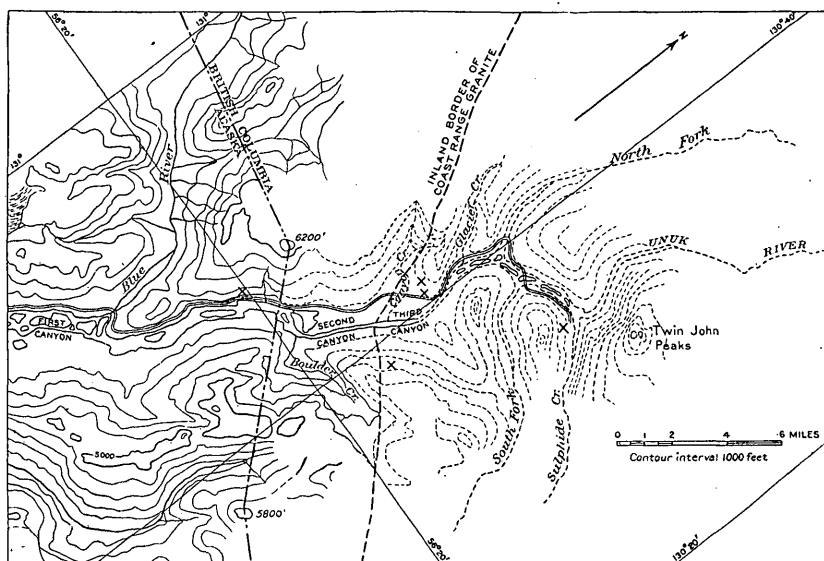 56°
20'
131°
130°40'
N
BRITISH COLUMBIA
ALASKA
INLAND BORDER OF
COAST RANGE GRANITE
North Fork
131°
River
Blue
6200'
Glacier Cr.
UNUK RIVER
FIRST
CANYON
SECOND
CANYON
THIRD
CANYON
Boulder
Cr.
Twin John
Peaks
South Fork
Sulphide Cr.
5000
5800'
0 1 2 4 6 MILES
Contour interval 1000 feet
56°20'
130°20'